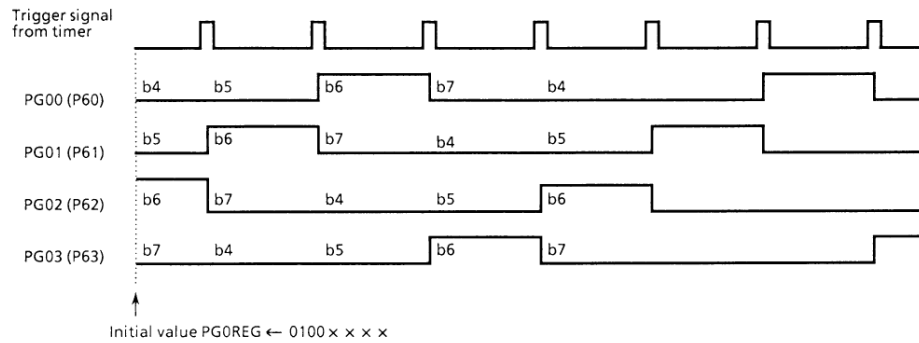 Trigger signal
from timer
PG00 (P60) b4 b5 b6 b7 b4
PG01 (P61) b5 b6 b7 b4 b5
PG02 (P62) b6 b7 b4 b5 b6
PG03 (P63) b7 b4 b5 b6 b7
Initial value PG0REG ← 0100 × × × ×